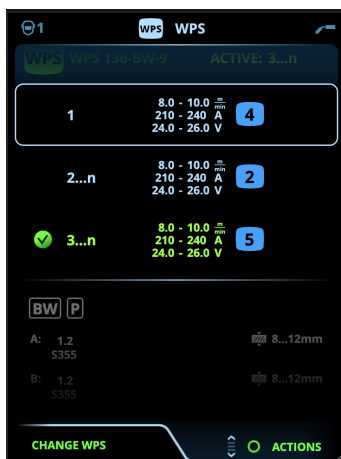 1 WPS WPS
WPS WPS 136-BW-9 ACTIVE: 3...n
1 8.0 - 10.0 m/min 4
210 - 240 A
24.0 - 26.0 V
2...n 8.0 - 10.0 m/min 2
210 - 240 A
24.0 - 26.0 V
3...n 8.0 - 10.0 m/min 5
210 - 240 A
24.0 - 26.0 V
BW P
A: 1.2 8...12mm
S355
B: 1.2 8...12mm
S355
CHANGE WPS ACTIONS